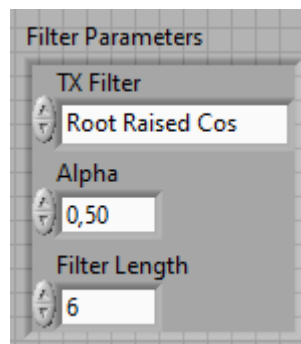 Filter Parameters
TX Filter
Root Raised Cos
Alpha
0,50
Filter Length
6